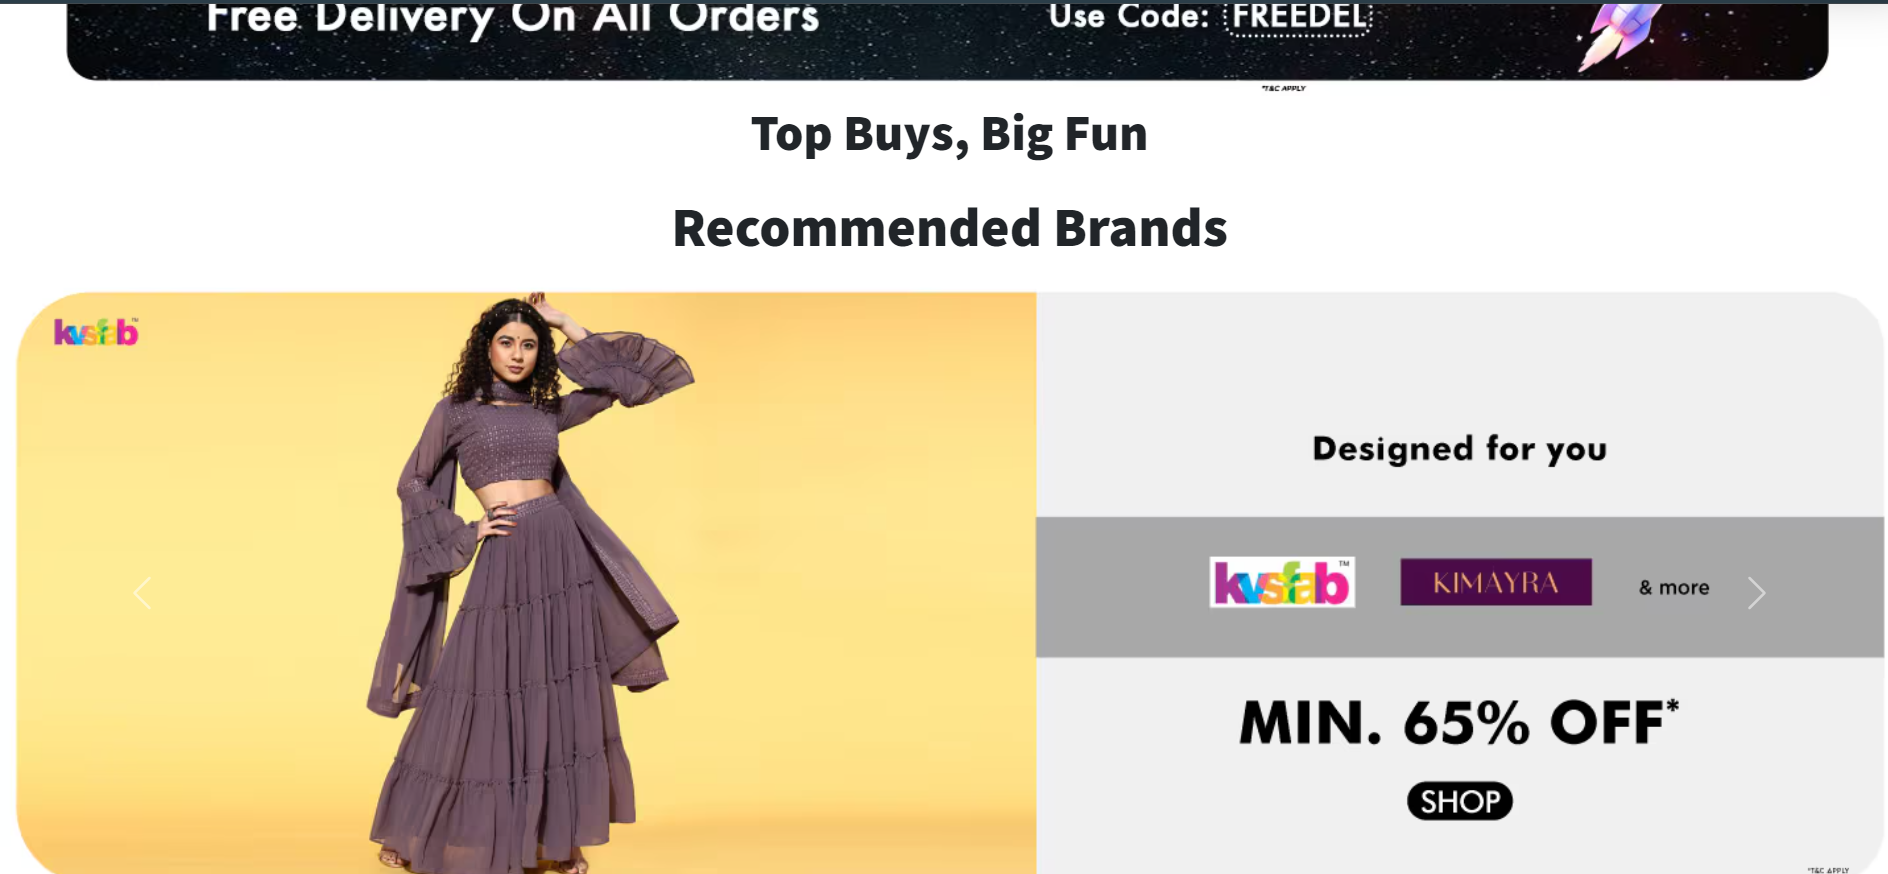 Free Delivery On All Orders
Use Code: FREEDEL
*T&C APPLY
Top Buys, Big Fun
Recommended Brands
kvsfab™
Designed for you
kvsfab™ KIMAYRA & more
MIN. 65% OFF*
SHOP
*T&C APPLY